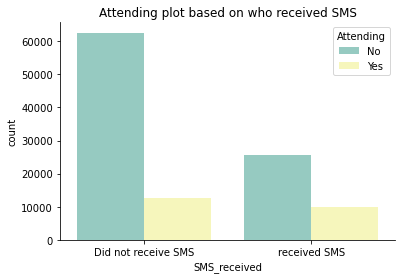 Attending plot based on who received SMS
Attending
No
Yes
60000
50000
40000
30000
20000
10000
0
count
Did not receive SMS
received SMS
SMS_received